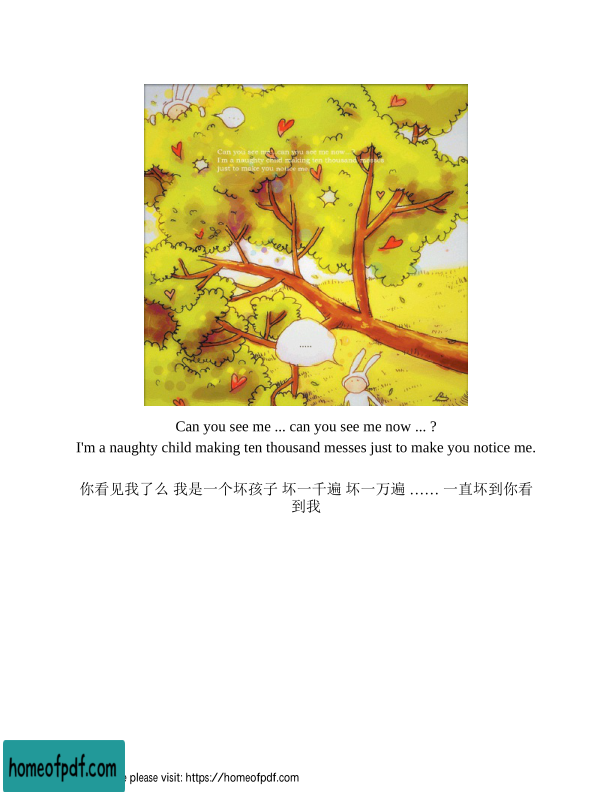 ...
Can you see me ... can you see me now...
I'm a naughty child making ten thousand messes
just to make you notice me.
.....
Can you see me ... can you see me now ... ?
I'm a naughty child making ten thousand messes just to make you notice me.
你看见我了么 我是一个坏孩子 坏一千遍 坏一万遍 …… 一直坏到你看
到我
homeofpdf.com
please visit: https://homeofpdf.com